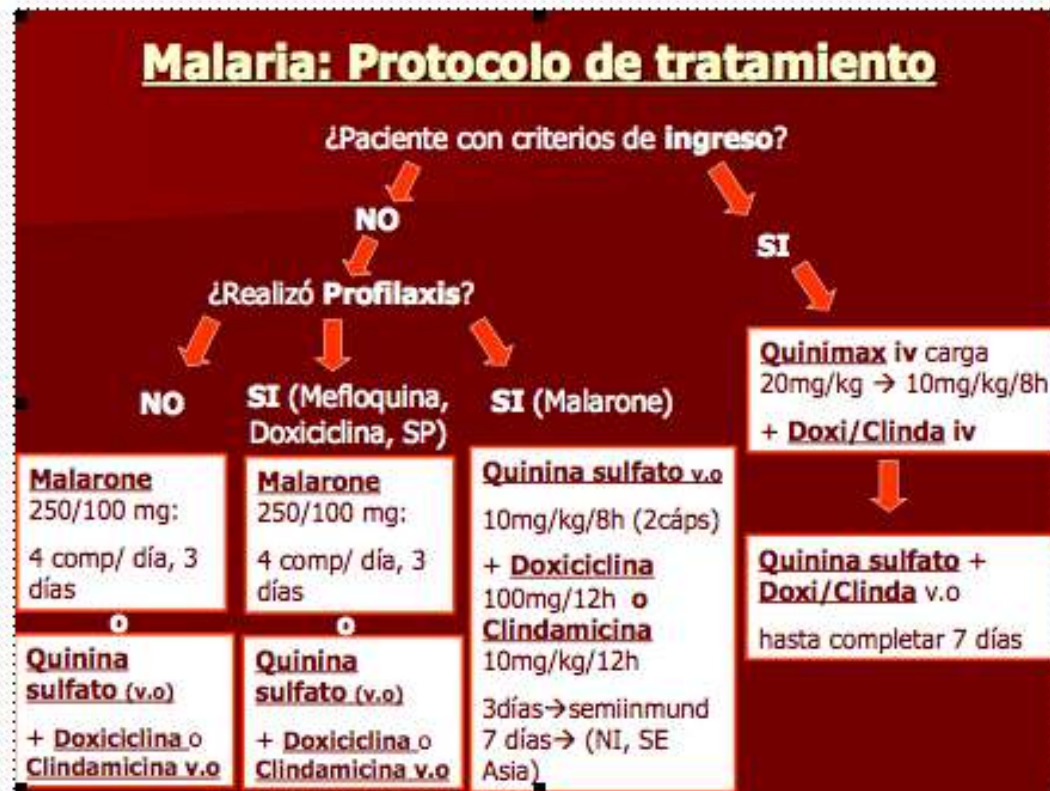 Malaria: Protocolo de tratamiento
¿Paciente con criterios de ingreso?
NO
SI
¿Realizó Profilaxis?
NO
SI (Mefloquina,
Doxiciclina, SP)
SI (Malarone)
Malarone
250/100 mg:
4 comp/ día, 3
días
o
Quinina
sulfato (v.o)
+ Doxiciclina o
Clindamicina v.o
Malarone
250/100 mg:
4 comp/ día, 3
días
o
Quinina
sulfato (v.o)
+ Doxiciclina o
Clindamicina v.o
Quinina sulfato v.o
10mg/kg/8h (2cáps)
+ Doxiciclina
100mg/12h o
Clindamicina
10mg/kg/12h
3días→semiinmund
7 días→ (NI, SE
Asia)
Quinimax iv carga
20mg/kg → 10mg/kg/8h
+ Doxi/Clinda iv
Quinina sulfato +
Doxi/Clinda v.o
hasta completar 7 días